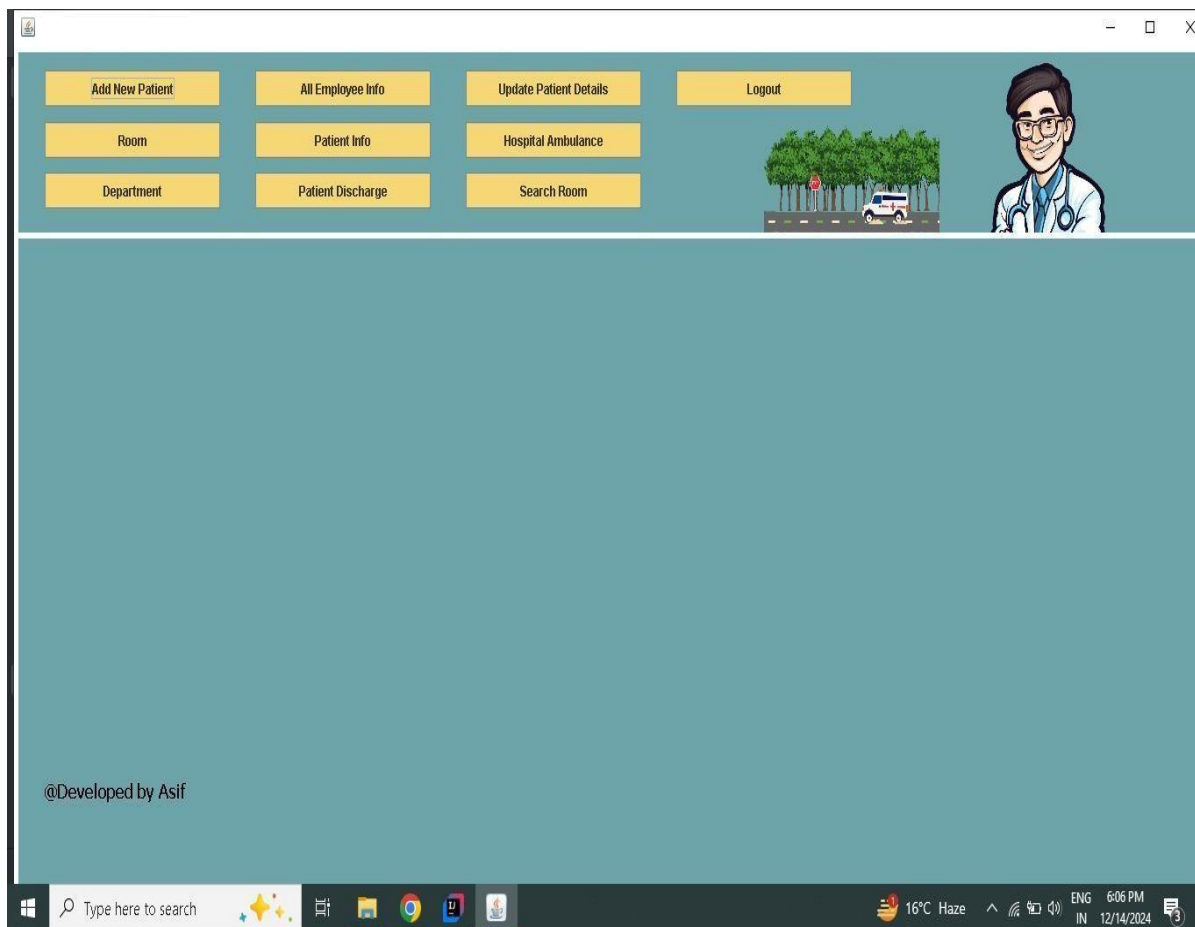 Add New Patient
All Employee Info
Update Patient Details
Logout
Room
Patient Info
Hospital Ambulance
Department
Patient Discharge
Search Room
@Developed by Asif
Type here to search
16°C Haze
ENG
IN
6:06 PM
12/14/2024